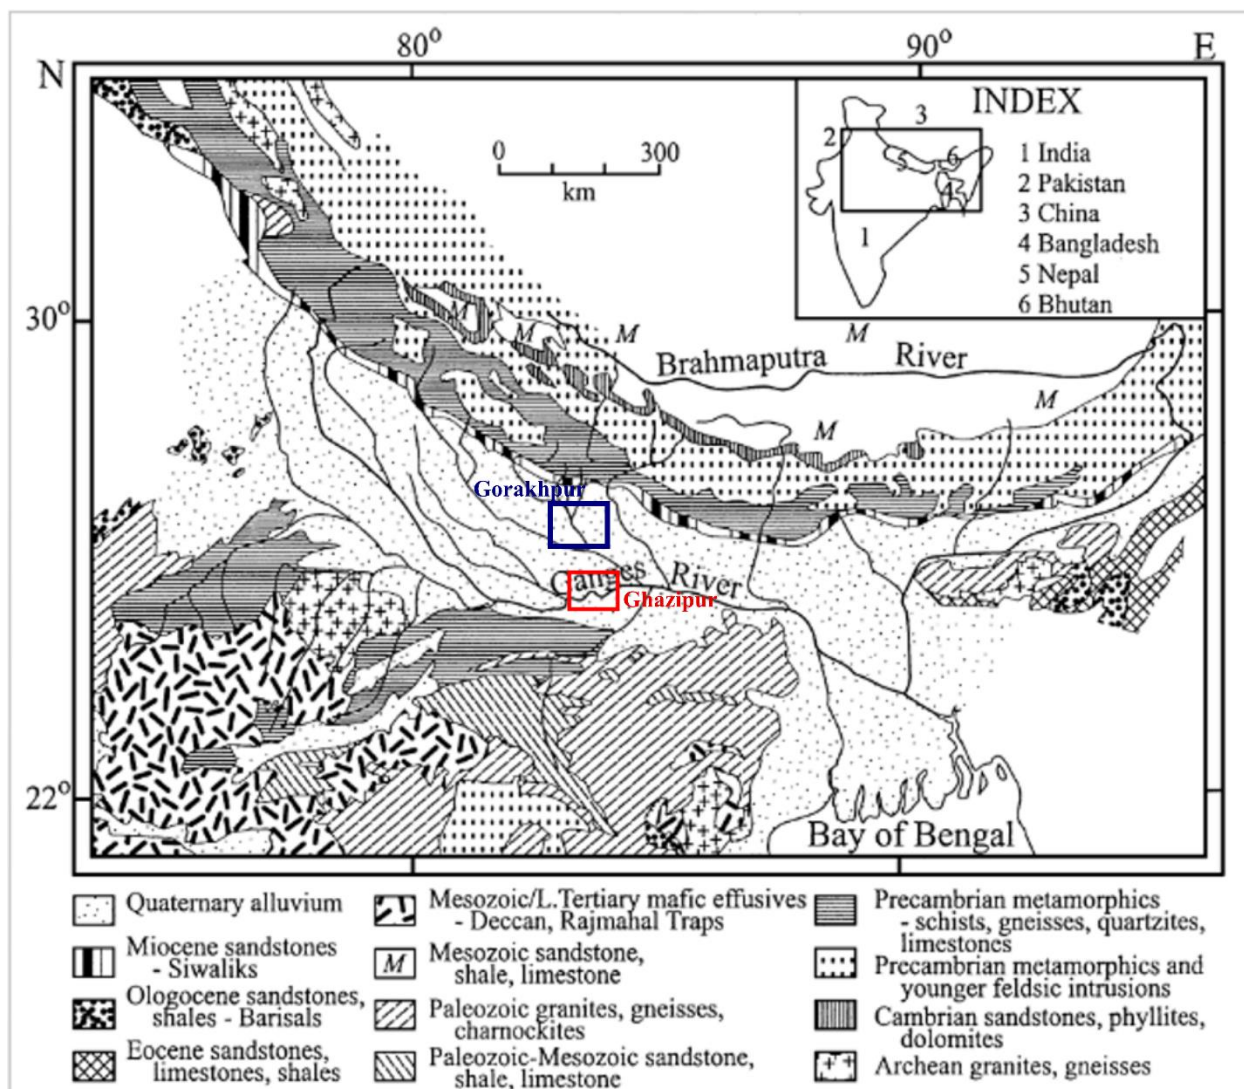 80⁰
90⁰
E
N
INDEX
0
300
km
3
2
5
6
4
1
1 India
2 Pakistan
3 China
4 Bangladesh
5 Nepal
6 Bhutan
30⁰
M
M
M
M
Brahmaputra
River
M
M
Gorakhpur
Ganges
River
Ghazipur
22⁰
Bay of Bengal
Quaternary alluvium
Miocene sandstones
- Siwaliks
Ologocene sandstones,
shales - Barisals
Eocene sandstones,
limestones, shales
Mesozoic/L.Tertiary mafic effusives
- Deccan, Rajmahal Traps
M
Mesozoic sandstone,
shale, limestone
Paleozoic granites, gneisses,
charnockites
Paleozoic-Mesozoic sandstone,
shale, limestone
Precambrian metamorphics
- schists, gneisses, quartzites,
limestones
Precambrian metamorphics and
younger feldsic intrusions
Cambrian sandstones, phyllites,
dolomites
Archean granites, gneisses